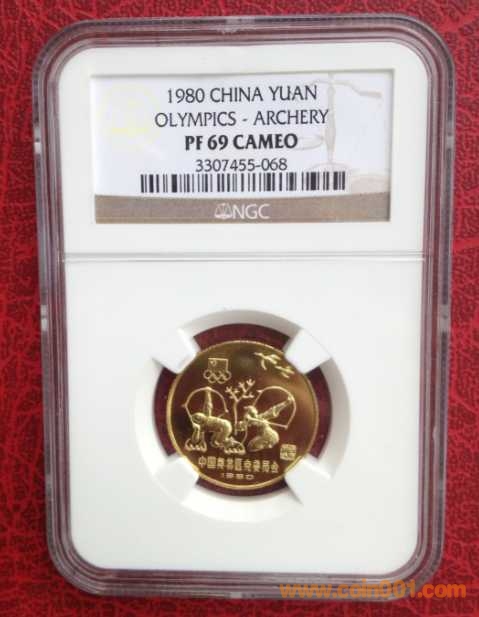 1980 CHINA YUAN
OLYMPICS - ARCHERY
PF 69 CAMEO
3307455-068
NGC
中国奥林匹克委员会
1980
www.coin001.com